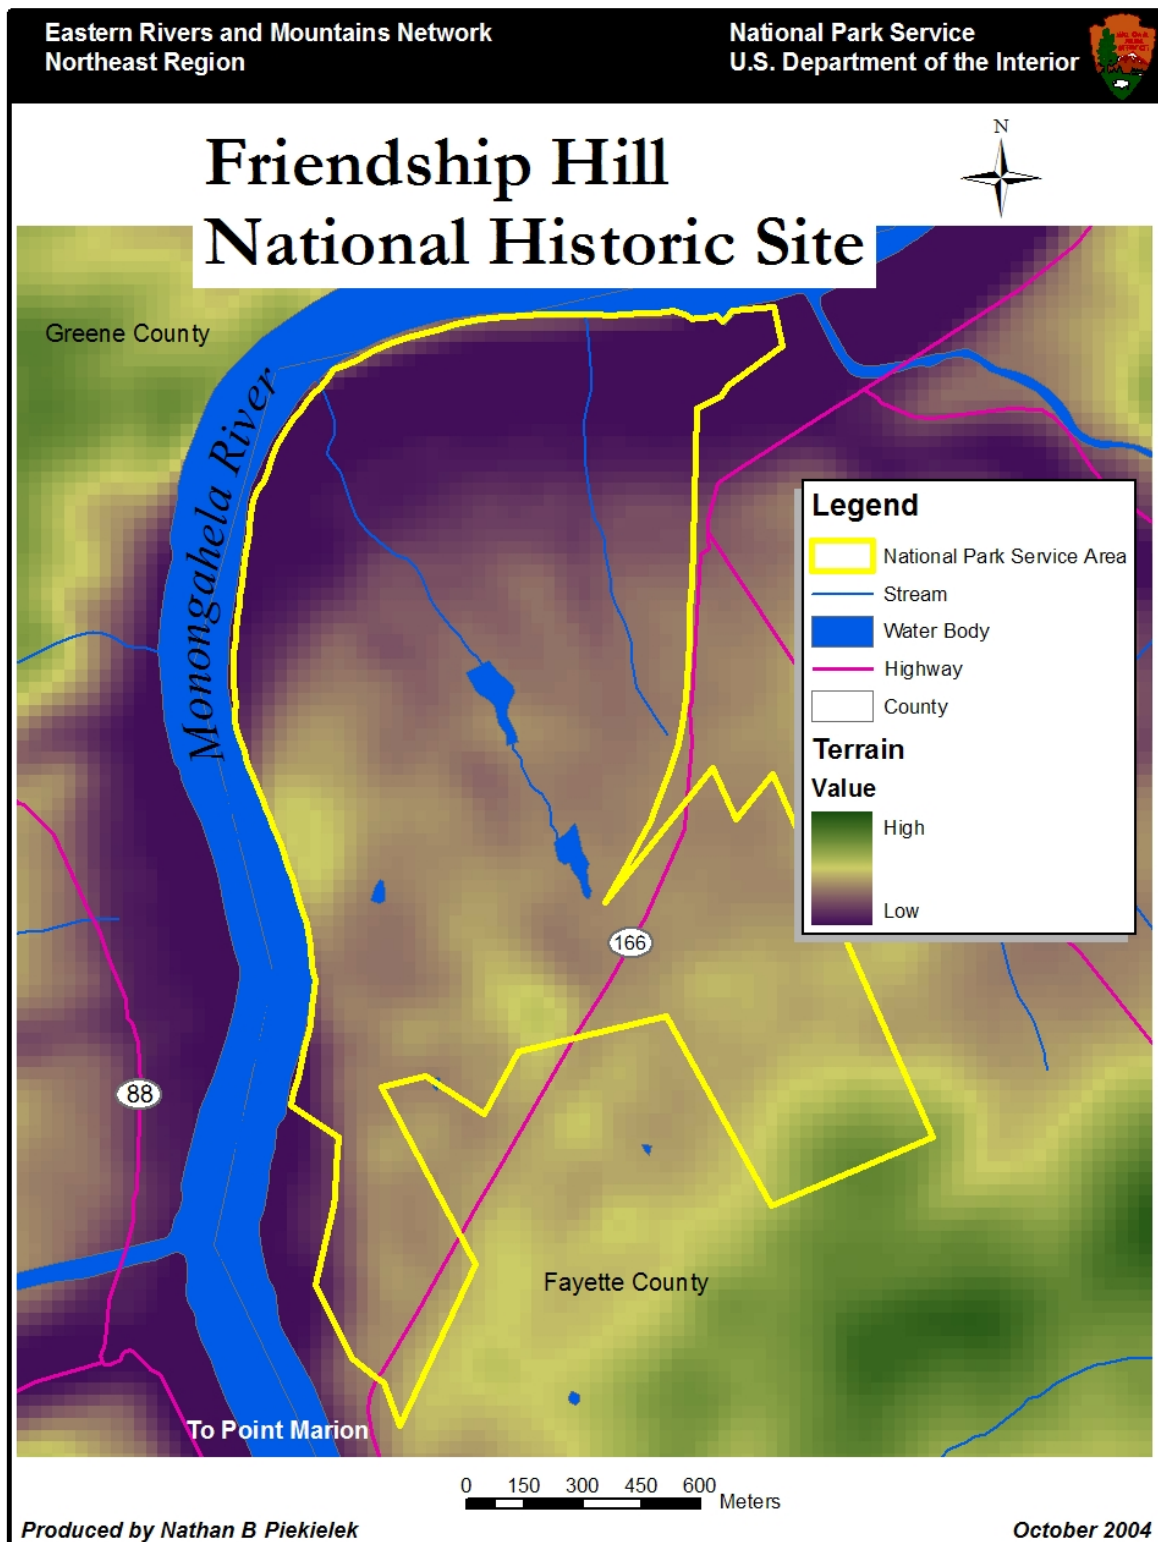 Eastern Rivers and Mountains Network
Northeast Region
National Park Service
U.S. Department of the Interior
Friendship Hill
National Historic Site
N
Greene County
Monongahela River
Legend
National Park Service Area
Stream
Water Body
Highway
County
Terrain
Value
High
Low
166
88
Fayette County
To Point Marion
0 150 300 450 600
Meters
Produced by Nathan B Piekielek
October 2004